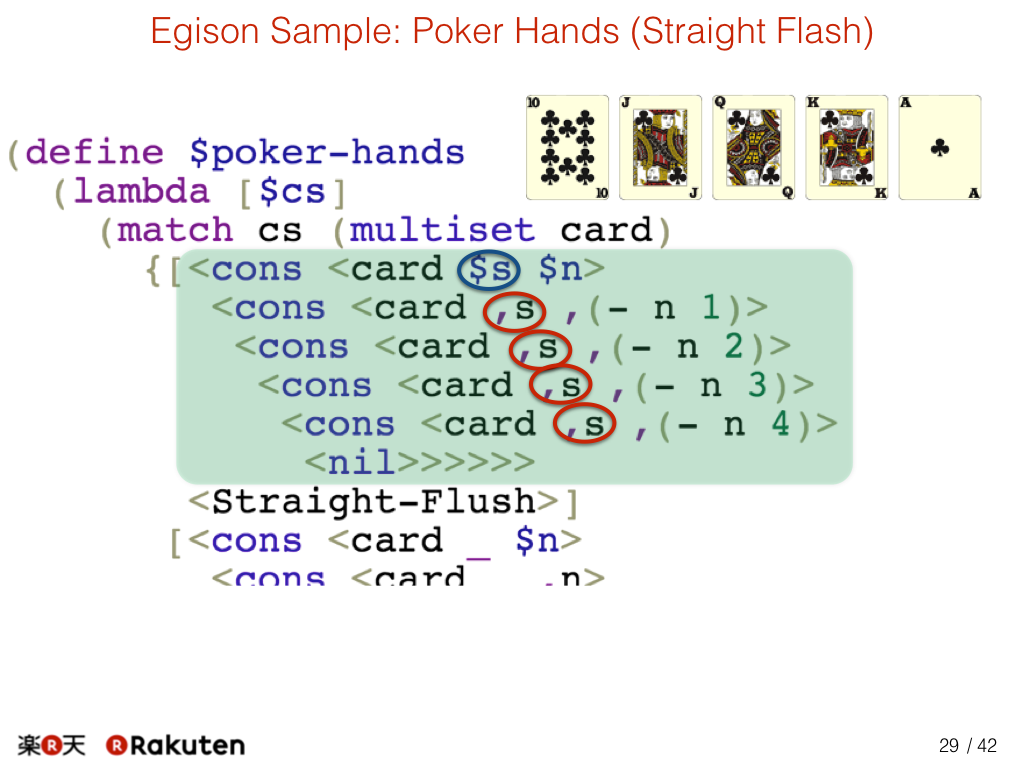 Egison Sample: Poker Hands (Straight Flash)
10 J Q K A
10 J Q K A
(define $poker-hands
(lambda [$cs]
(match cs (multiset card)
{[<cons <card $s $n>
<cons <card ,s ,(- n 1)>
<cons <card ,s ,(- n 2)>
<cons <card ,s ,(- n 3)>
<cons <card ,s ,(- n 4)>
<nil>>>>>>
<Straight-Flush>]
[<cons <card _ $n>
<cons <card ,n>
楽R天 R Rakuten
29 / 42